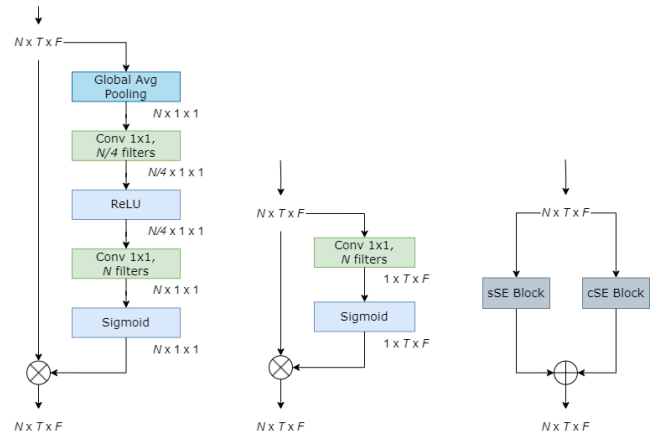 N x T x F
Global Avg
Pooling
N x 1 x 1
Conv 1x1,
N/4 filters
N/4 x 1 x 1
ReLU
N/4 x 1 x 1
Conv 1x1,
N filters
N x 1 x 1
Sigmoid
N x 1 x 1
N x T x F
N x T x F
Conv 1x1,
N filters
1 x T x F
Sigmoid
1 x T x F
N x T x F
N x T x F
sSE Block
cSE Block
N x T x F